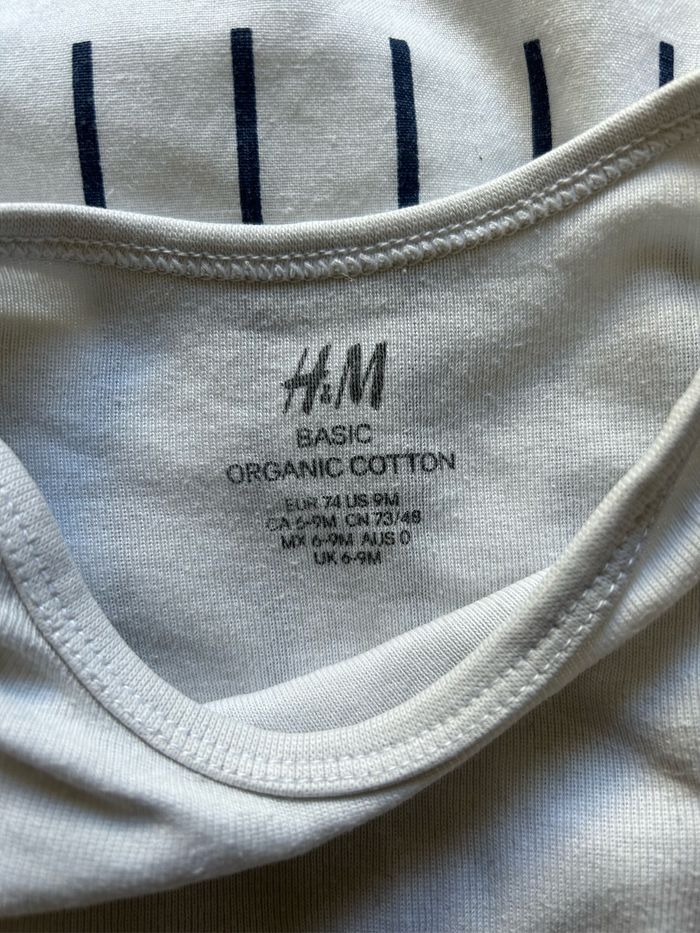 H&M
BASIC
ORGANIC COTTON
EUR 74 US 9M
CA 6-9M CN 73/48
MX 6-9M AUS 0
UK 6-9M